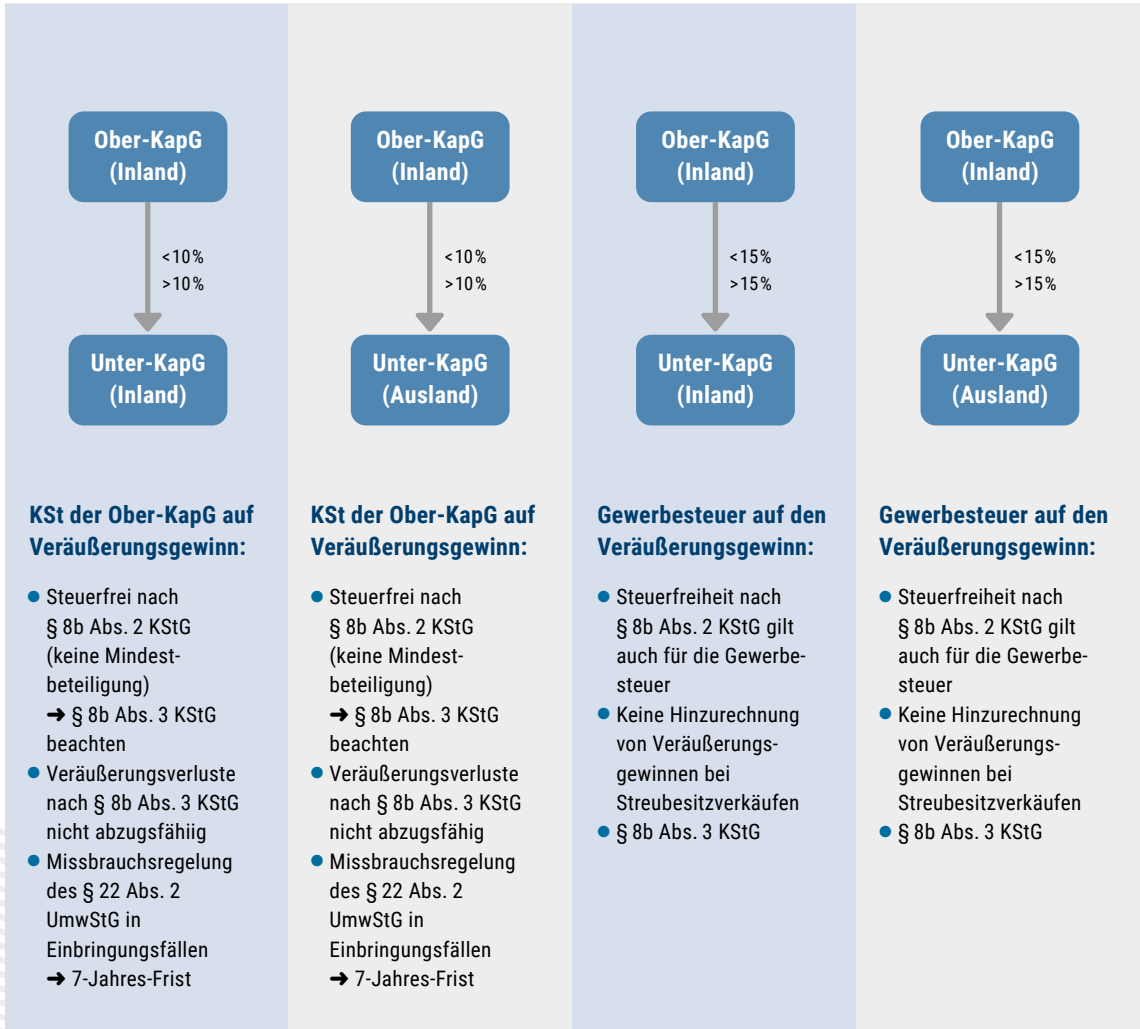 Ober-KapG
(Inland)
<10%
>10%
Unter-KapG
(Inland)
KSt der Ober-KapG auf
Veräußerungsgewinn:
● Steuerfrei nach
§ 8b Abs. 2 KStG
(keine Mindest-
beteiligung)
➜ § 8b Abs. 3 KStG
beachten
● Veräußerungsverluste
nach § 8b Abs. 3 KStG
nicht abzugsfähiig
● Missbrauchsregelung
des § 22 Abs. 2
UmwStG in
Einbringungsfällen
➜ 7-Jahres-Frist
Ober-KapG
(Inland)
<10%
>10%
Unter-KapG
(Ausland)
KSt der Ober-KapG auf
Veräußerungsgewinn:
● Steuerfrei nach
§ 8b Abs. 2 KStG
(keine Mindest-
beteiligung)
➜ § 8b Abs. 3 KStG
beachten
● Veräußerungsverluste
nach § 8b Abs. 3 KStG
nicht abzugsfähig
● Missbrauchsregelung
des § 22 Abs. 2
UmwStG in
Einbringungsfällen
➜ 7-Jahres-Frist
Ober-KapG
(Inland)
<15%
>15%
Unter-KapG
(Inland)
Gewerbesteuer auf den
Veräußerungsgewinn:
● Steuerfreiheit nach
§ 8b Abs. 2 KStG gilt
auch für die Gewerbe-
steuer
● Keine Hinzurechnung
von Veräußerungs-
gewinnen bei
Streubesitzverkäufen
● § 8b Abs. 3 KStG
Ober-KapG
(Inland)
<15%
>15%
Unter-KapG
(Ausland)
Gewerbesteuer auf den
Veräußerungsgewinn:
● Steuerfreiheit nach
§ 8b Abs. 2 KStG gilt
auch für die Gewerbe-
steuer
● Keine Hinzurechnung
von Veräußerungs-
gewinnen bei
Streubesitzverkäufen
● § 8b Abs. 3 KStG